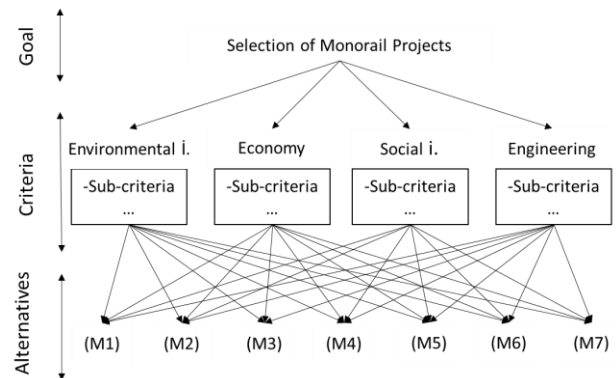 Goal
Selection of Monorail Projects
Criteria
Environmental İ.
Economy
Social i.
Engineering
-Sub-criteria
...
-Sub-criteria
...
-Sub-criteria
...
-Sub-criteria
...
Alternatives
(M1)
(M2)
(M3)
(M4)
(M5)
(M6)
(M7)